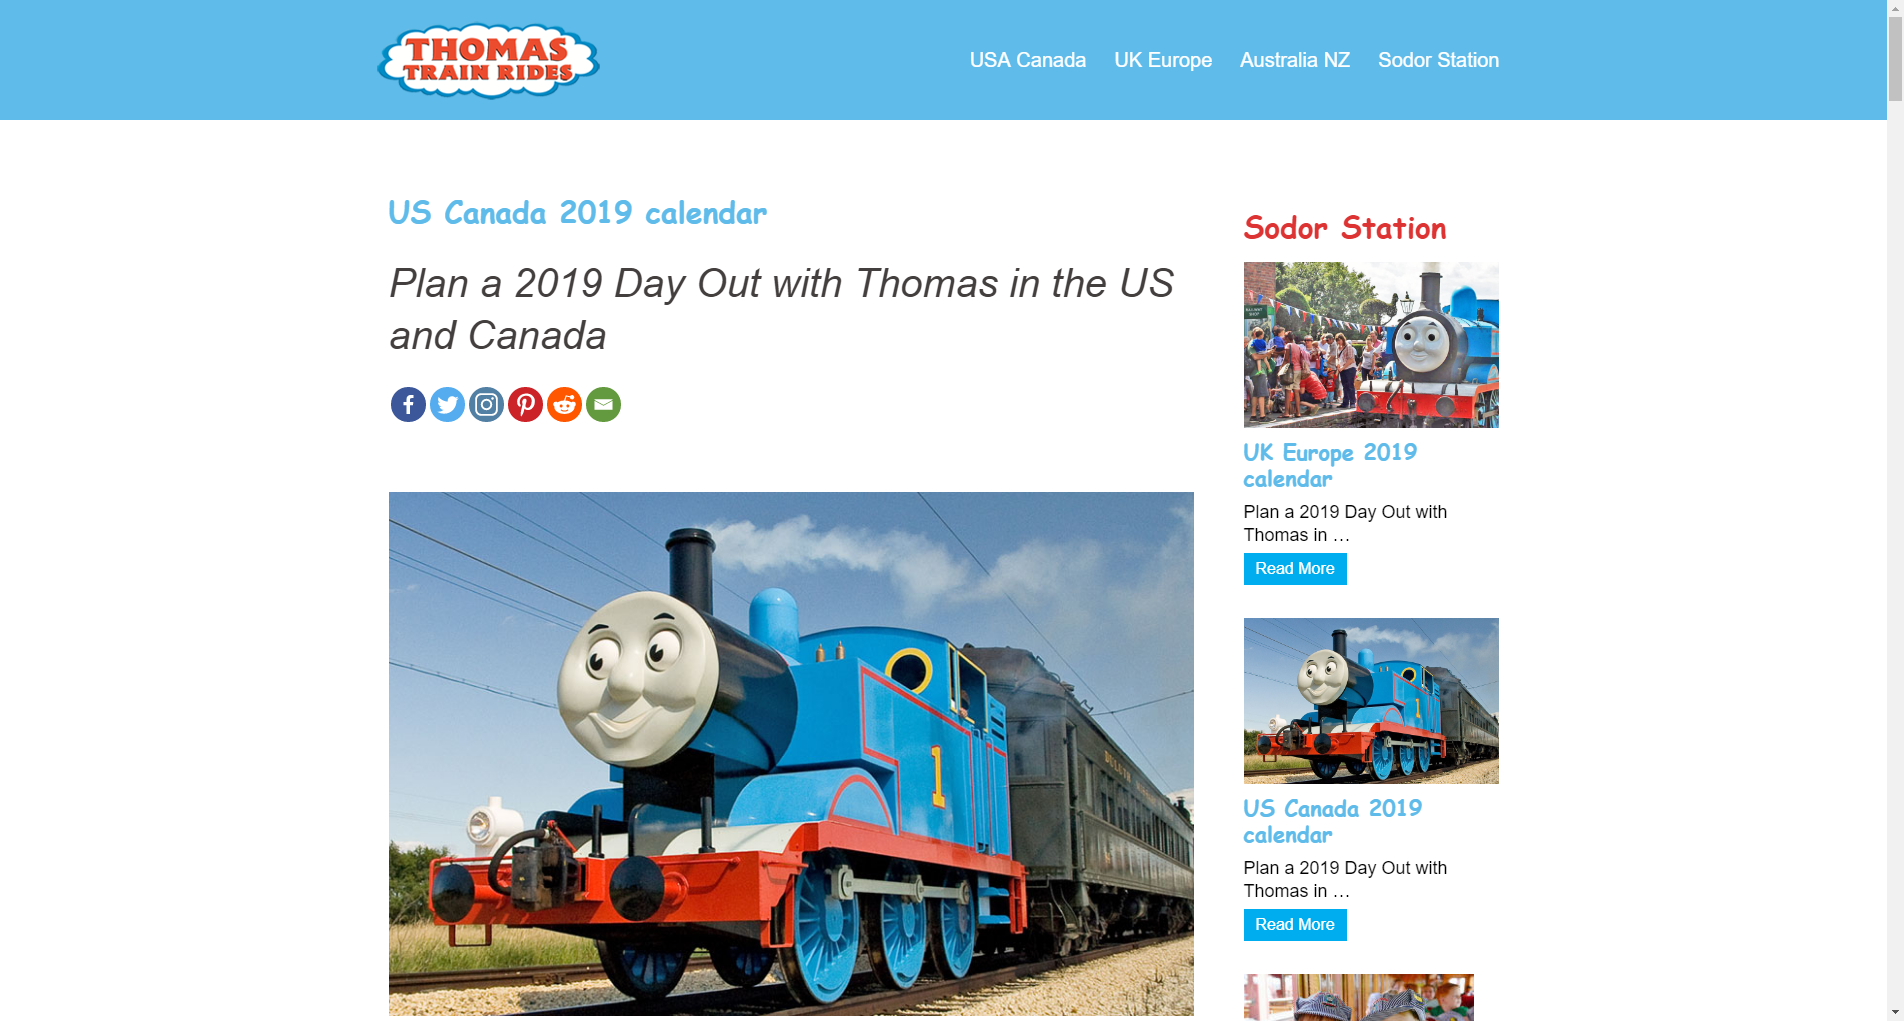 THOMAS
TRAIN RIDES
USA Canada
UK Europe
Australia NZ
Sodor Station
US Canada 2019 calendar
Plan a 2019 Day Out with Thomas in the US
and Canada
1
Sodor Station
UK Europe 2019
calendar
Plan a 2019 Day Out with
Thomas in …
Read More
1
US Canada 2019
calendar
Plan a 2019 Day Out with
Thomas in …
Read More